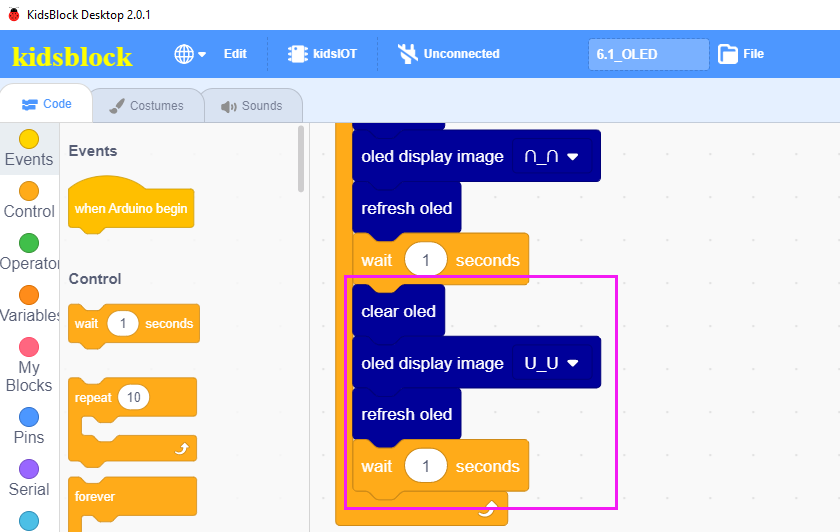 KidsBlock Desktop 2.0.1
kidsblock Edit kidsIOT Unconnected 6.1_OLED File
Code Costumes Sounds
Events
Control
Operator
Variables
My
Blocks
Pins
Serial
Events
when Arduino begin
Control
wait 1 seconds
repeat 10
forever
oled display image ∩_∩
refresh oled
wait 1 seconds
clear oled
oled display image U_U
refresh oled
wait 1 seconds